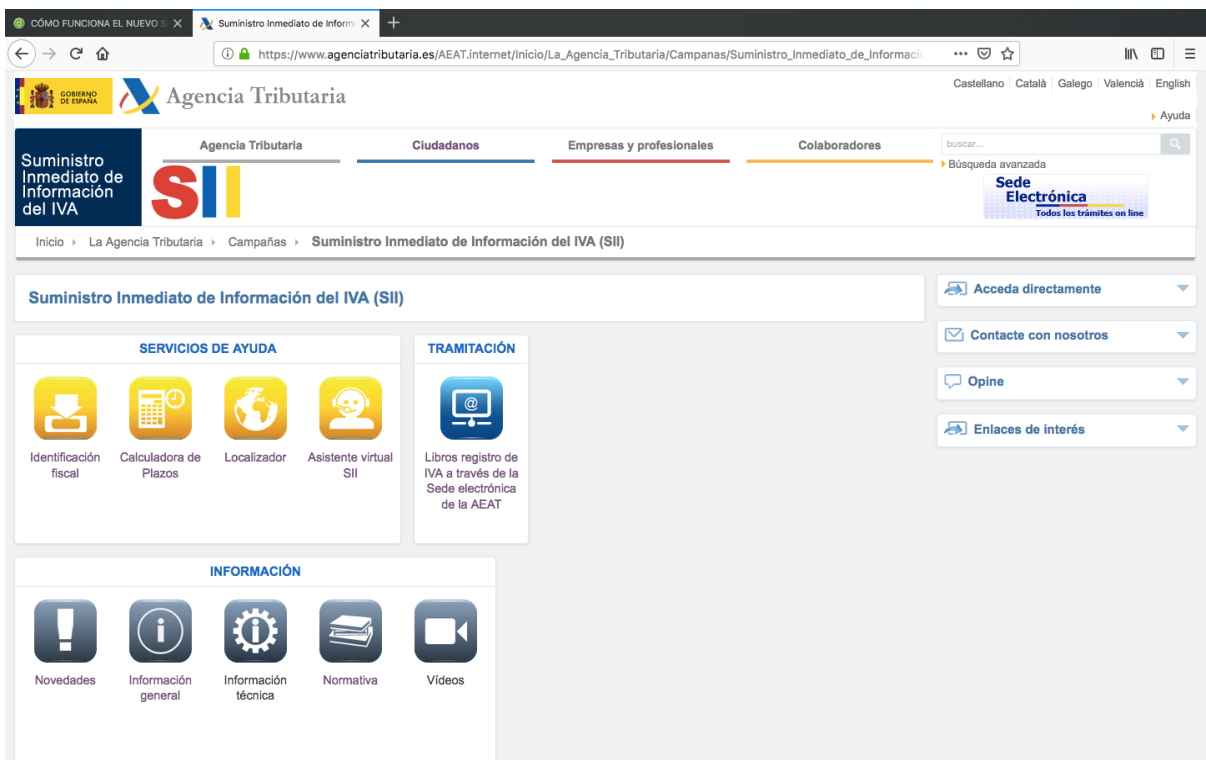 CÓMO FUNCIONA EL NUEVO S
Suministro Inmediato de Inform
https://www.agenciatributaria.es/AEAT.internet/Inicio/La_Agencia_Tributaria/Campanas/Suministro_Inmediato_de_Informació
GOBIERNO
DE ESPAÑA
Agencia Tributaria
Castellano Català Galego Valencià English
Ayuda
Suministro
Inmediato de
Información
del IVA
SII
Agencia Tributaria
Ciudadanos
Empresas y profesionales
Colaboradores
buscar...
Búsqueda avanzada
Sede
Electrónica
Todos los trámites on line
Inicio La Agencia Tributaria Campañas Suministro Inmediato de Información del IVA (SII)
Suministro Inmediato de Información del IVA (SII)
Acceda directamente
Contacte con nosotros
Opine
Enlaces de interés
SERVICIOS DE AYUDA
Identificación
fiscal
Calculadora de
Plazos
Localizador
Asistente virtual
SII
TRAMITACIÓN
@
Libros registro de
IVA a través de la
Sede electrónica
de la AEAT
INFORMACIÓN
Novedades
Información
general
Información
técnica
Normativa
Vídeos